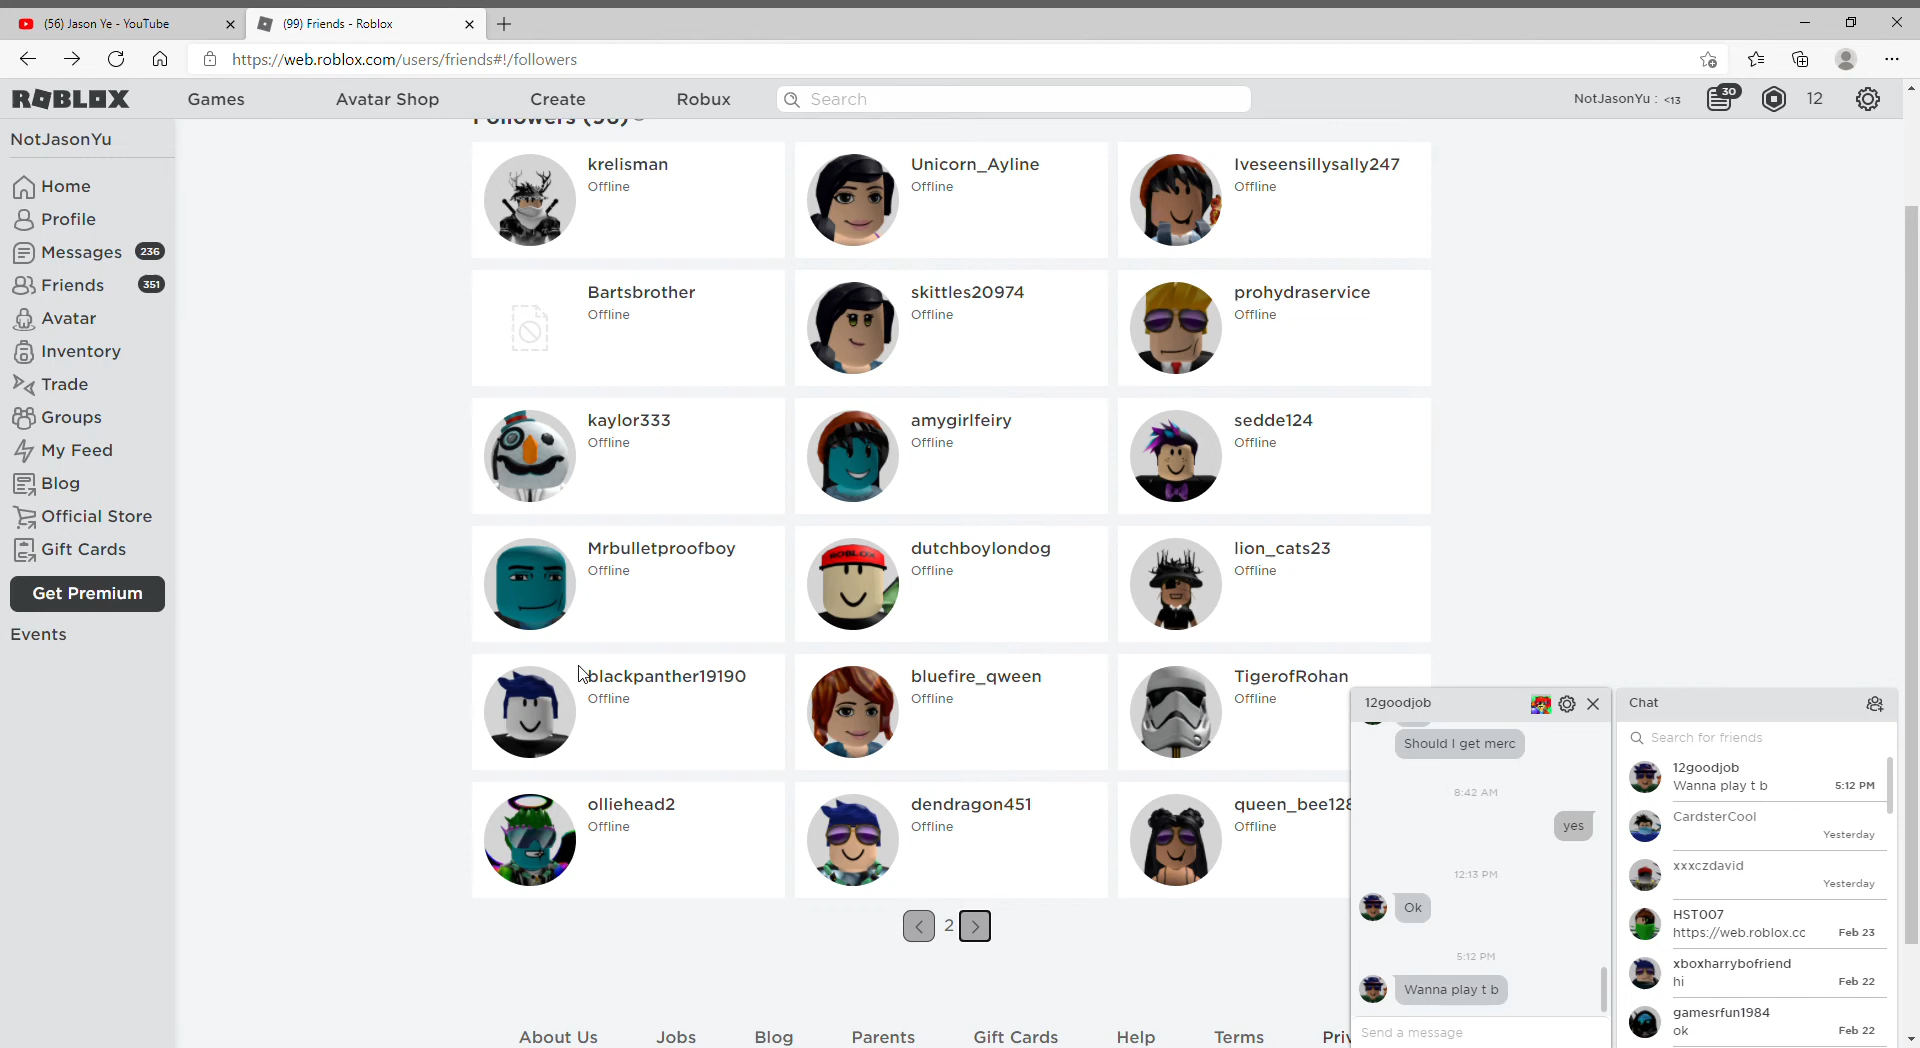 (56) Jason Ye - YouTube
(99) Friends - Roblox
https://web.roblox.com/users/friends#!/followers
ROBLOX
Games
Avatar Shop
Create
Robux
Search
NotJasonYu : <13
30
12
NotJasonYu
Home
Profile
Messages 236
Friends 351
Avatar
Inventory
Trade
Groups
My Feed
Blog
Official Store
Gift Cards
Get Premium
Events
krelisman
Offline
Unicorn_Ayline
Offline
Iveseensillysally247
Offline
Bartsbrother
Offline
skittles20974
Offline
prohydraservice
Offline
kaylor333
Offline
amygirlfeiry
Offline
sedde124
Offline
Mrbulletproofboy
Offline
dutchboylondog
Offline
lion_cats23
Offline
blackpanther19190
Offline
bluefire_qween
Offline
TigerofRohan
Offline
olliehead2
Offline
dendragon451
Offline
queen_bee128
Offline
2
About Us
Jobs
Blog
Parents
Gift Cards
Help
Terms
Priv
12goodjob
Should I get merc
8:42 AM
yes
12:13 PM
Ok
5:12 PM
Wanna play t b
Send a message
Chat
Search for friends
12goodjob
Wanna play t b 5:12 PM
CardsterCool
Yesterday
xxxczdavid
Yesterday
HST007
https://web.roblox.cc Feb 23
xboxharrybofriend
hi Feb 22
gamesrfun1984
ok Feb 22